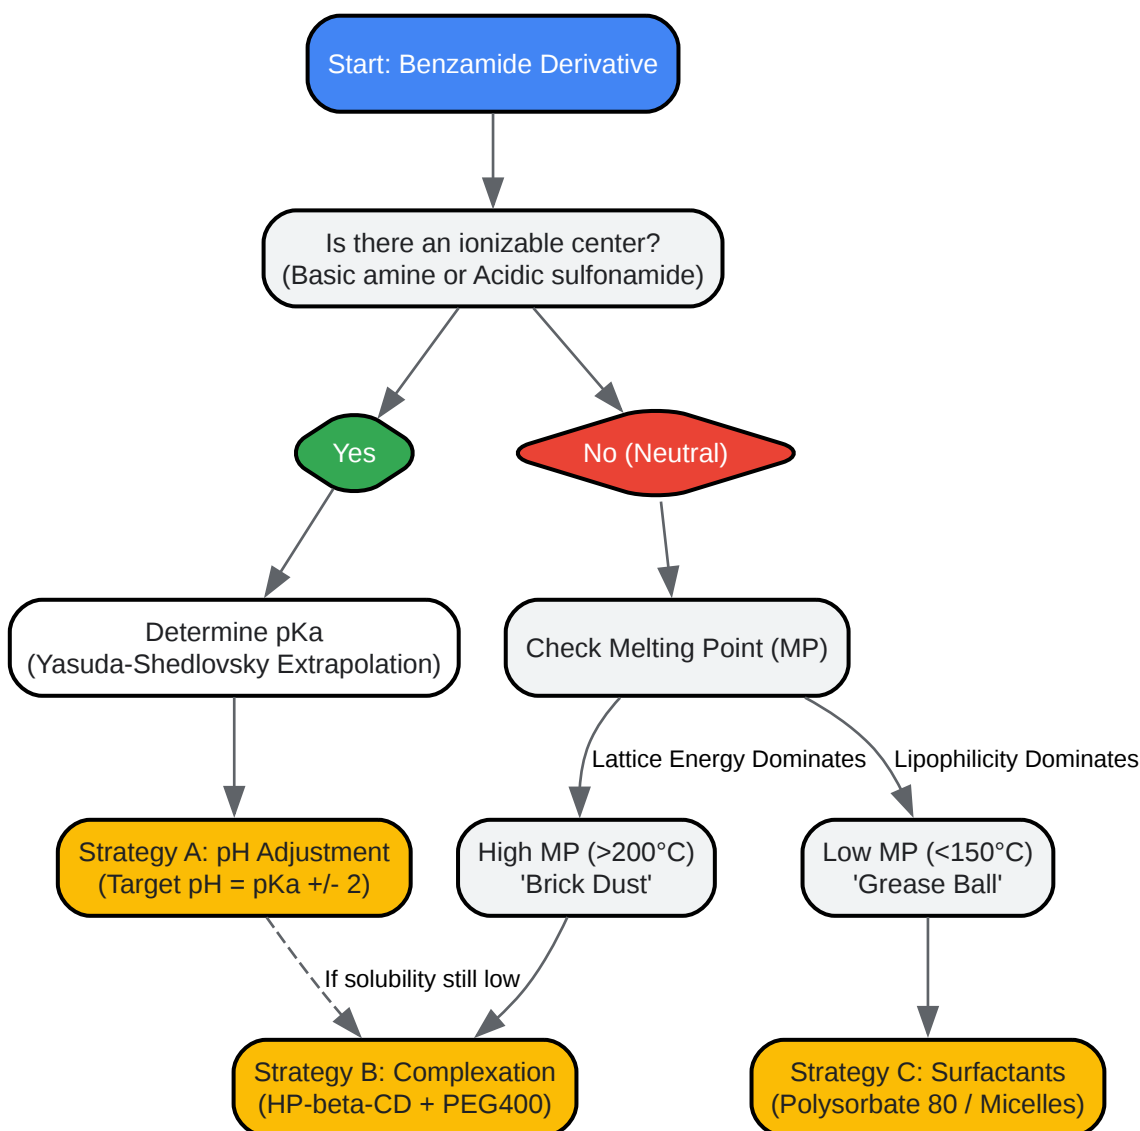 Start: Benzamide Derivative
Is there an ionizable center?
(Basic amine or Acidic sulfonamide)
Yes
No (Neutral)
Determine pKa
(Yasuda-Shedlovsky Extrapolation)
Check Melting Point (MP)
Lattice Energy Dominates
Lipophilicity Dominates
Strategy A: pH Adjustment
(Target pH = pKa +/- 2)
High MP (>200°C)
'Brick Dust'
Low MP (<150°C)
'Grease Ball'
If solubility still low
Strategy B: Complexation
(HP-beta-CD + PEG400)
Strategy C: Surfactants
(Polysorbate 80 / Micelles)